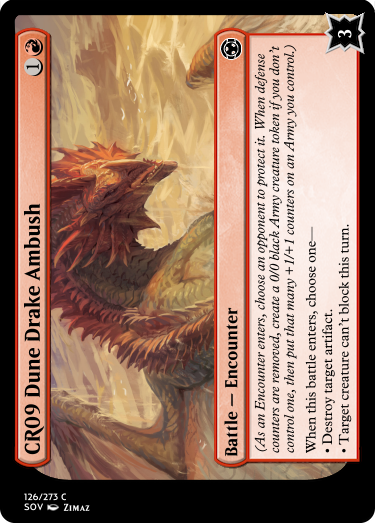 CR09 Dune Drake Ambush
1
Battle — Encounter
(As an Encounter enters, choose an opponent to protect it. When defense
counters are removed, create a 0/0 black Army creature token if you don't
control one, then put that many +1/+1 counters on an Army you control.)
When this battle enters, choose one—
• Destroy target artifact.
• Target creature can't block this turn.
3
126/273 C
SOV Zimaz